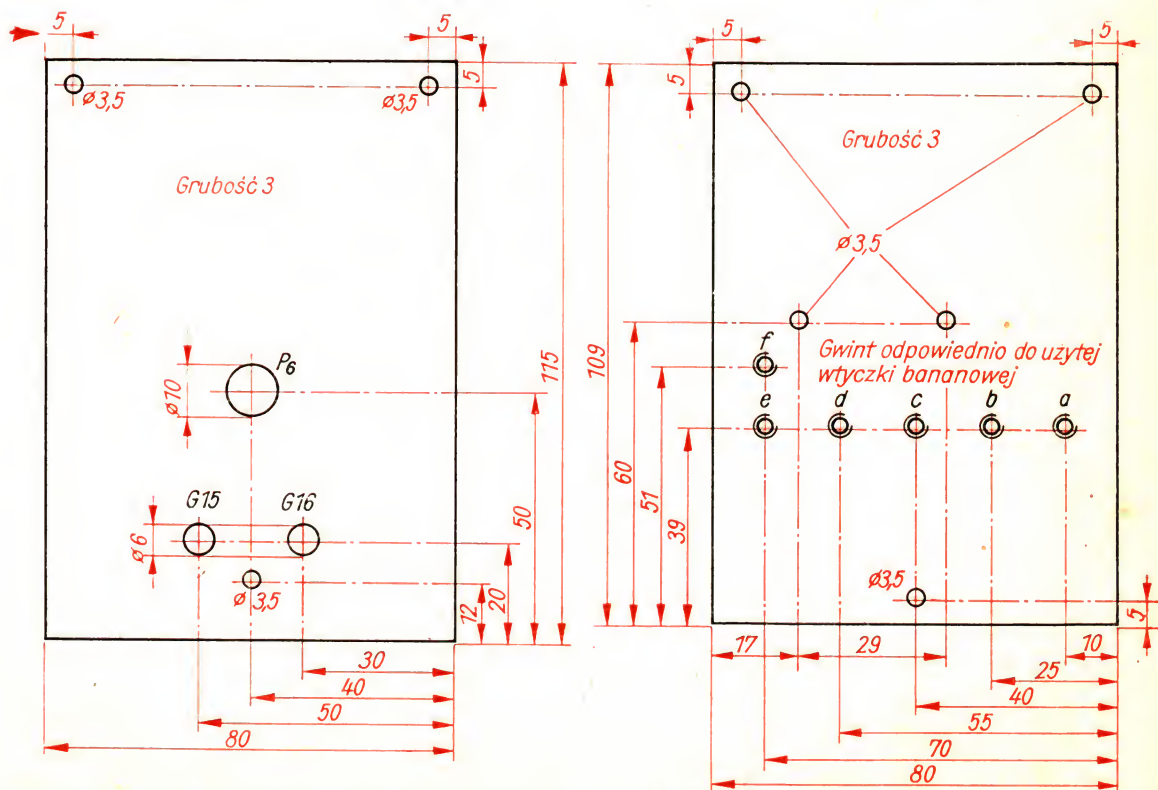 5
5
5
ø3,5
ø3,5
Grubość 3
P6
ø10
G15
G16
ø6
ø 3,5
12
20
50
115
30
40
50
80
5
5
5
Grubość 3
ø3,5
109
f
Gwint odpowiednio do użytej
wtyczki bananowej
e
d
c
b
a
60
51
39
ø3,5
5
17
29
10
25
40
55
70
80